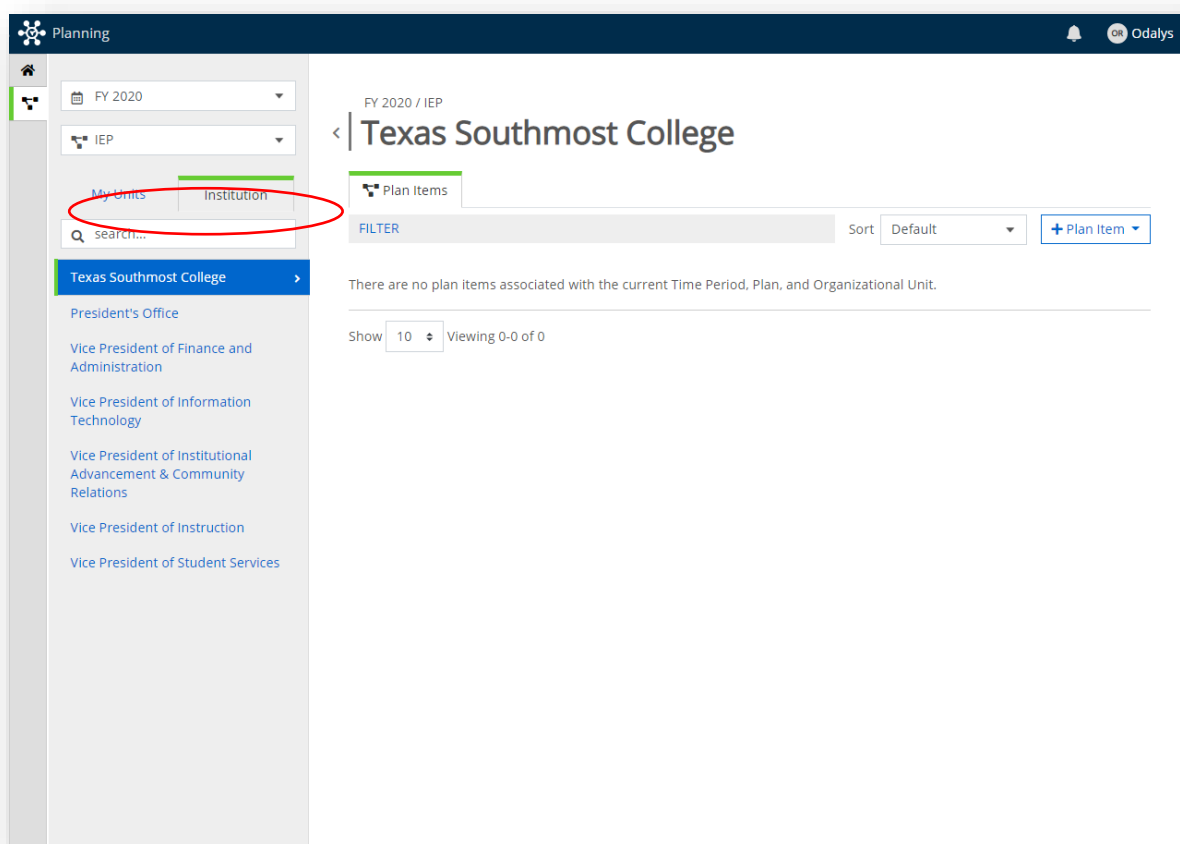 Planning
OR Odalys
FY 2020
IEP
My Units
Institution
search...
Texas Southmost College
President's Office
Vice President of Finance and
Administration
Vice President of Information
Technology
Vice President of Institutional
Advancement & Community
Relations
Vice President of Instruction
Vice President of Student Services
FY 2020 / IEP
Texas Southmost College
Plan Items
FILTER
Sort Default
+ Plan Item
There are no plan items associated with the current Time Period, Plan, and Organizational Unit.
Show 10 Viewing 0-0 of 0